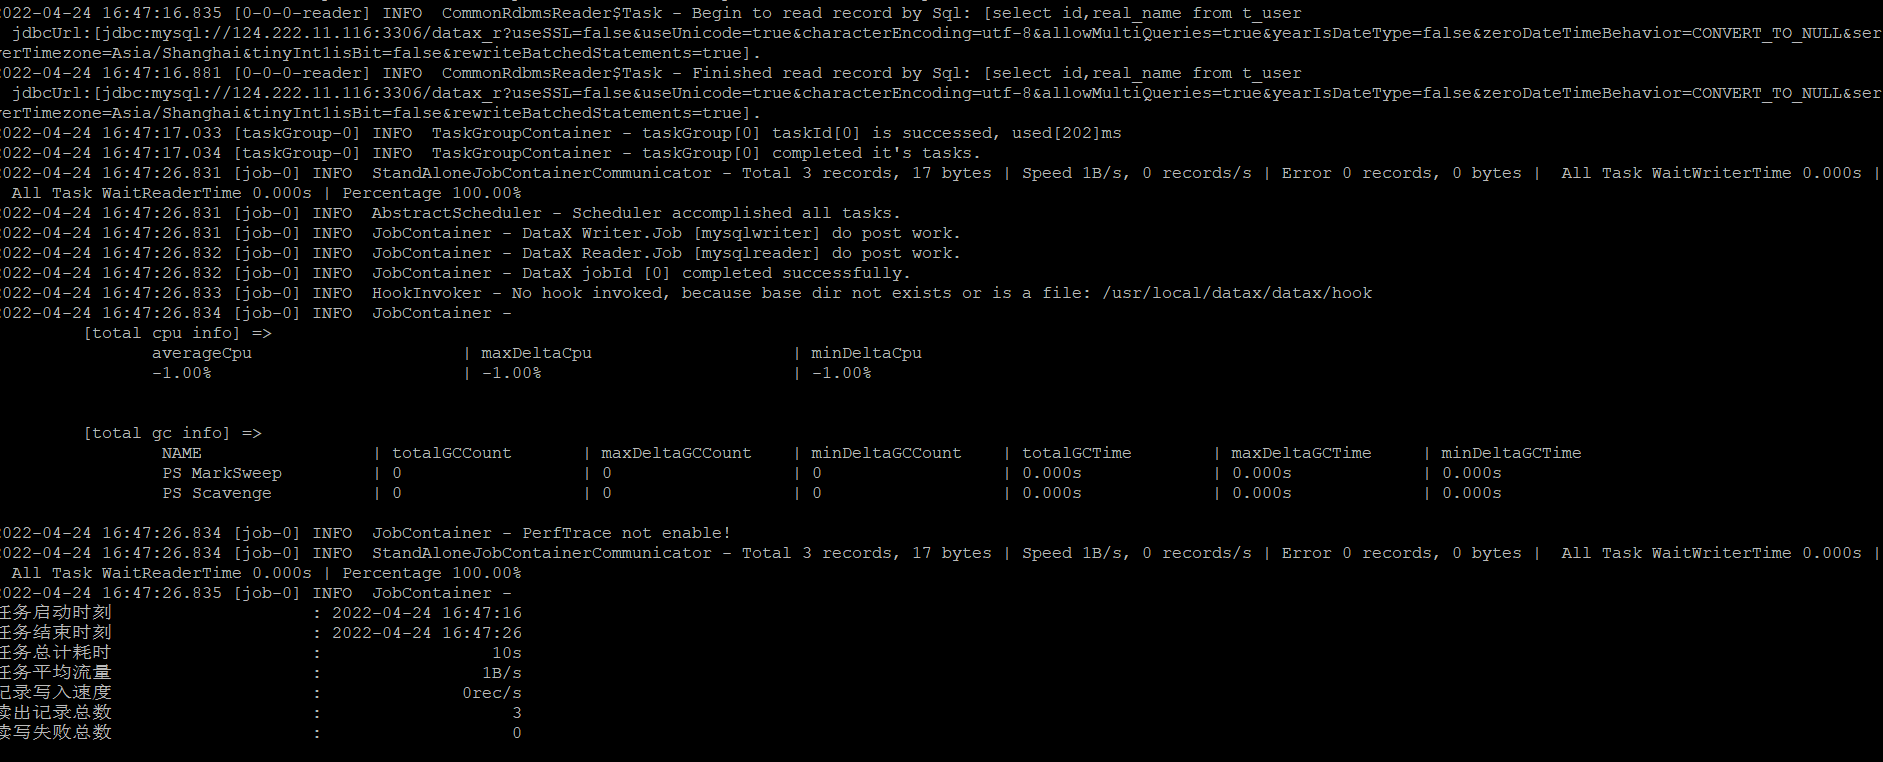 022-04-24 16:47:16.835 [0-0-0-reader] INFO  CommonRdbmsReader$Task - Begin to read record by Sql: [select id,real_name from t_user
 jdbcUrl:[jdbc:mysql://124.222.11.116:3306/datax_r?useSSL=false&useUnicode=true&characterEncoding=utf-8&allowMultiQueries=true&yearIsDateType=false&zeroDateTimeBehavior=CONVERT_TO_NULL&ser
verTimezone=Asia/Shanghai&tinyInt1isBit=false&rewriteBatchedStatements=true].
022-04-24 16:47:16.881 [0-0-0-reader] INFO  CommonRdbmsReader$Task - Finished read record by Sql: [select id,real_name from t_user
 jdbcUrl:[jdbc:mysql://124.222.11.116:3306/datax_r?useSSL=false&useUnicode=true&characterEncoding=utf-8&allowMultiQueries=true&yearIsDateType=false&zeroDateTimeBehavior=CONVERT_TO_NULL&ser
verTimezone=Asia/Shanghai&tinyInt1isBit=false&rewriteBatchedStatements=true].
022-04-24 16:47:17.033 [taskGroup-0] INFO  TaskGroupContainer - taskGroup[0] taskId[0] is successed, used[202]ms
022-04-24 16:47:17.034 [taskGroup-0] INFO  TaskGroupContainer - taskGroup[0] completed it's tasks.
022-04-24 16:47:26.831 [job-0] INFO  StandAloneJobContainerCommunicator - Total 3 records, 17 bytes | Speed 1B/s, 0 records/s | Error 0 records, 0 bytes |  All Task WaitWriterTime 0.000s |
 All Task WaitReaderTime 0.000s | Percentage 100.00%
022-04-24 16:47:26.831 [job-0] INFO  AbstractScheduler - Scheduler accomplished all tasks.
022-04-24 16:47:26.831 [job-0] INFO  JobContainer - DataX Writer.Job [mysqlwriter] do post work.
022-04-24 16:47:26.832 [job-0] INFO  JobContainer - DataX Reader.Job [mysqlreader] do post work.
022-04-24 16:47:26.832 [job-0] INFO  JobContainer - DataX jobId [0] completed successfully.
022-04-24 16:47:26.833 [job-0] INFO  HookInvoker - No hook invoked, because base dir not exists or is a file: /usr/local/datax/datax/hook
022-04-24 16:47:26.834 [job-0] INFO  JobContainer -
[total cpu info] =>
averageCpu | maxDeltaCpu | minDeltaCpu
-1.00% | -1.00% | -1.00%
[total gc info] =>
NAME | totalGCCount | maxDeltaGCCount | minDeltaGCCount | totalGCTime | maxDeltaGCTime | minDeltaGCTime
PS MarkSweep | 0 | 0 | 0 | 0.000s | 0.000s | 0.000s
PS Scavenge | 0 | 0 | 0 | 0.000s | 0.000s | 0.000s
022-04-24 16:47:26.834 [job-0] INFO  JobContainer - PerfTrace not enable!
022-04-24 16:47:26.834 [job-0] INFO  StandAloneJobContainerCommunicator - Total 3 records, 17 bytes | Speed 1B/s, 0 records/s | Error 0 records, 0 bytes |  All Task WaitWriterTime 0.000s |
 All Task WaitReaderTime 0.000s | Percentage 100.00%
022-04-24 16:47:26.835 [job-0] INFO  JobContainer -
任务启动时刻 : 2022-04-24 16:47:16
任务结束时刻 : 2022-04-24 16:47:26
任务总计耗时 : 10s
任务平均流量 : 1B/s
记录写入速度 : 0rec/s
读出记录总数 : 3
读写失败总数 : 0